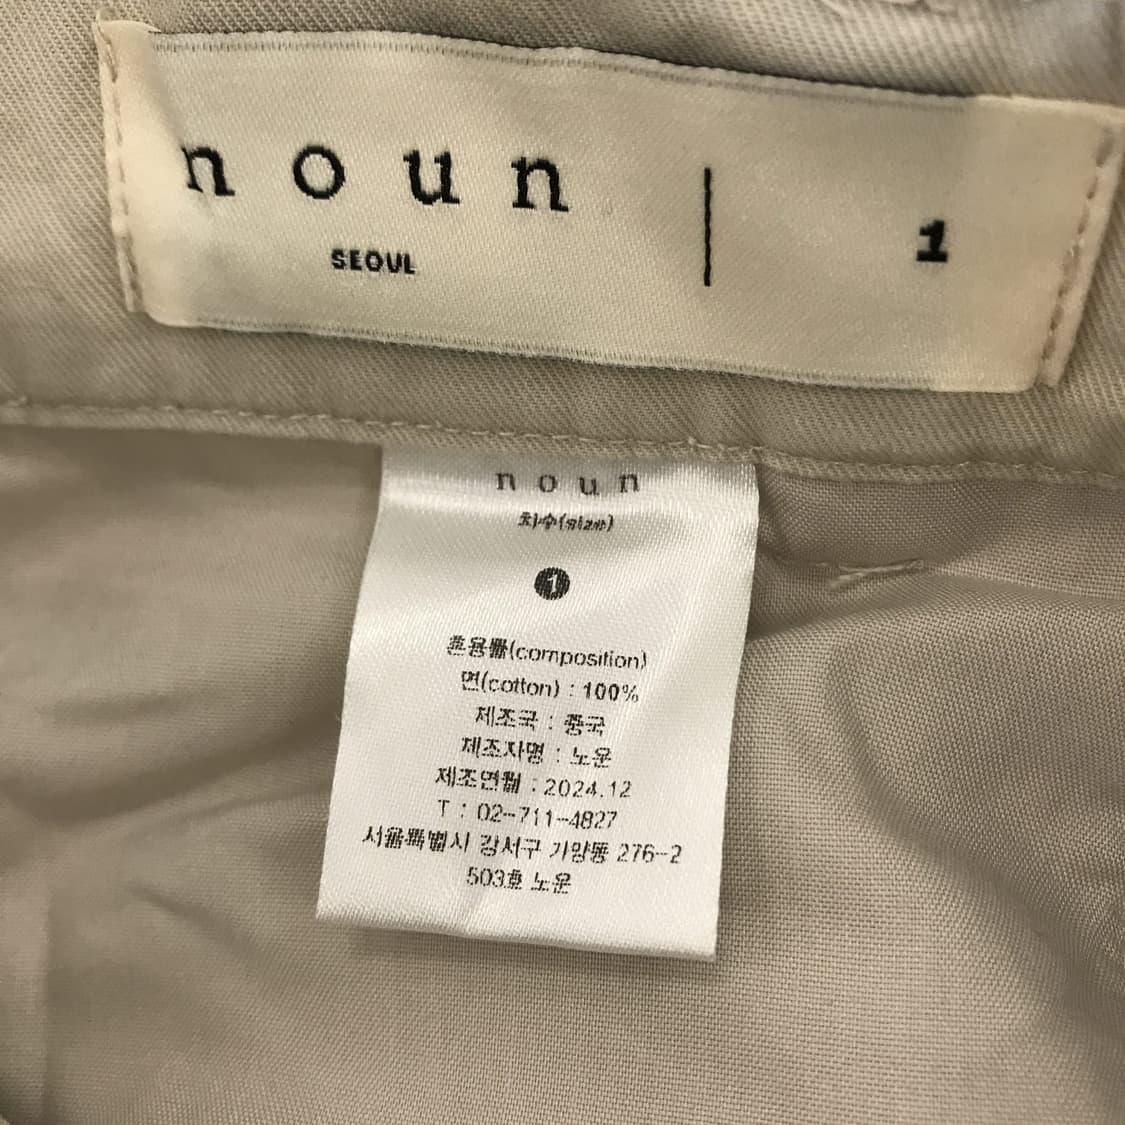 noun
SEOUL
1
noun
치수(size)
1
혼용률(composition)
면(cotton) : 100%
제조국 : 중국
제조자명 : 노운
제조연월 : 2024.12
T : 02-711-4827
서울특별시 강서구 가양동 276-2
503호 노운